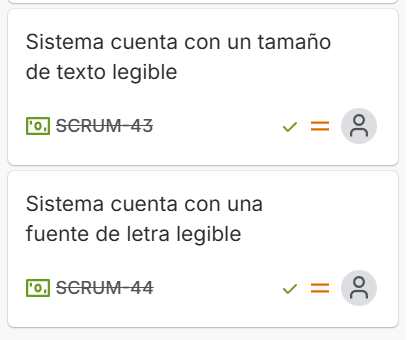 Sistema cuenta con un tamaño
de texto legible
SCRUM-43
Sistema cuenta con una
fuente de letra legible
SCRUM-44